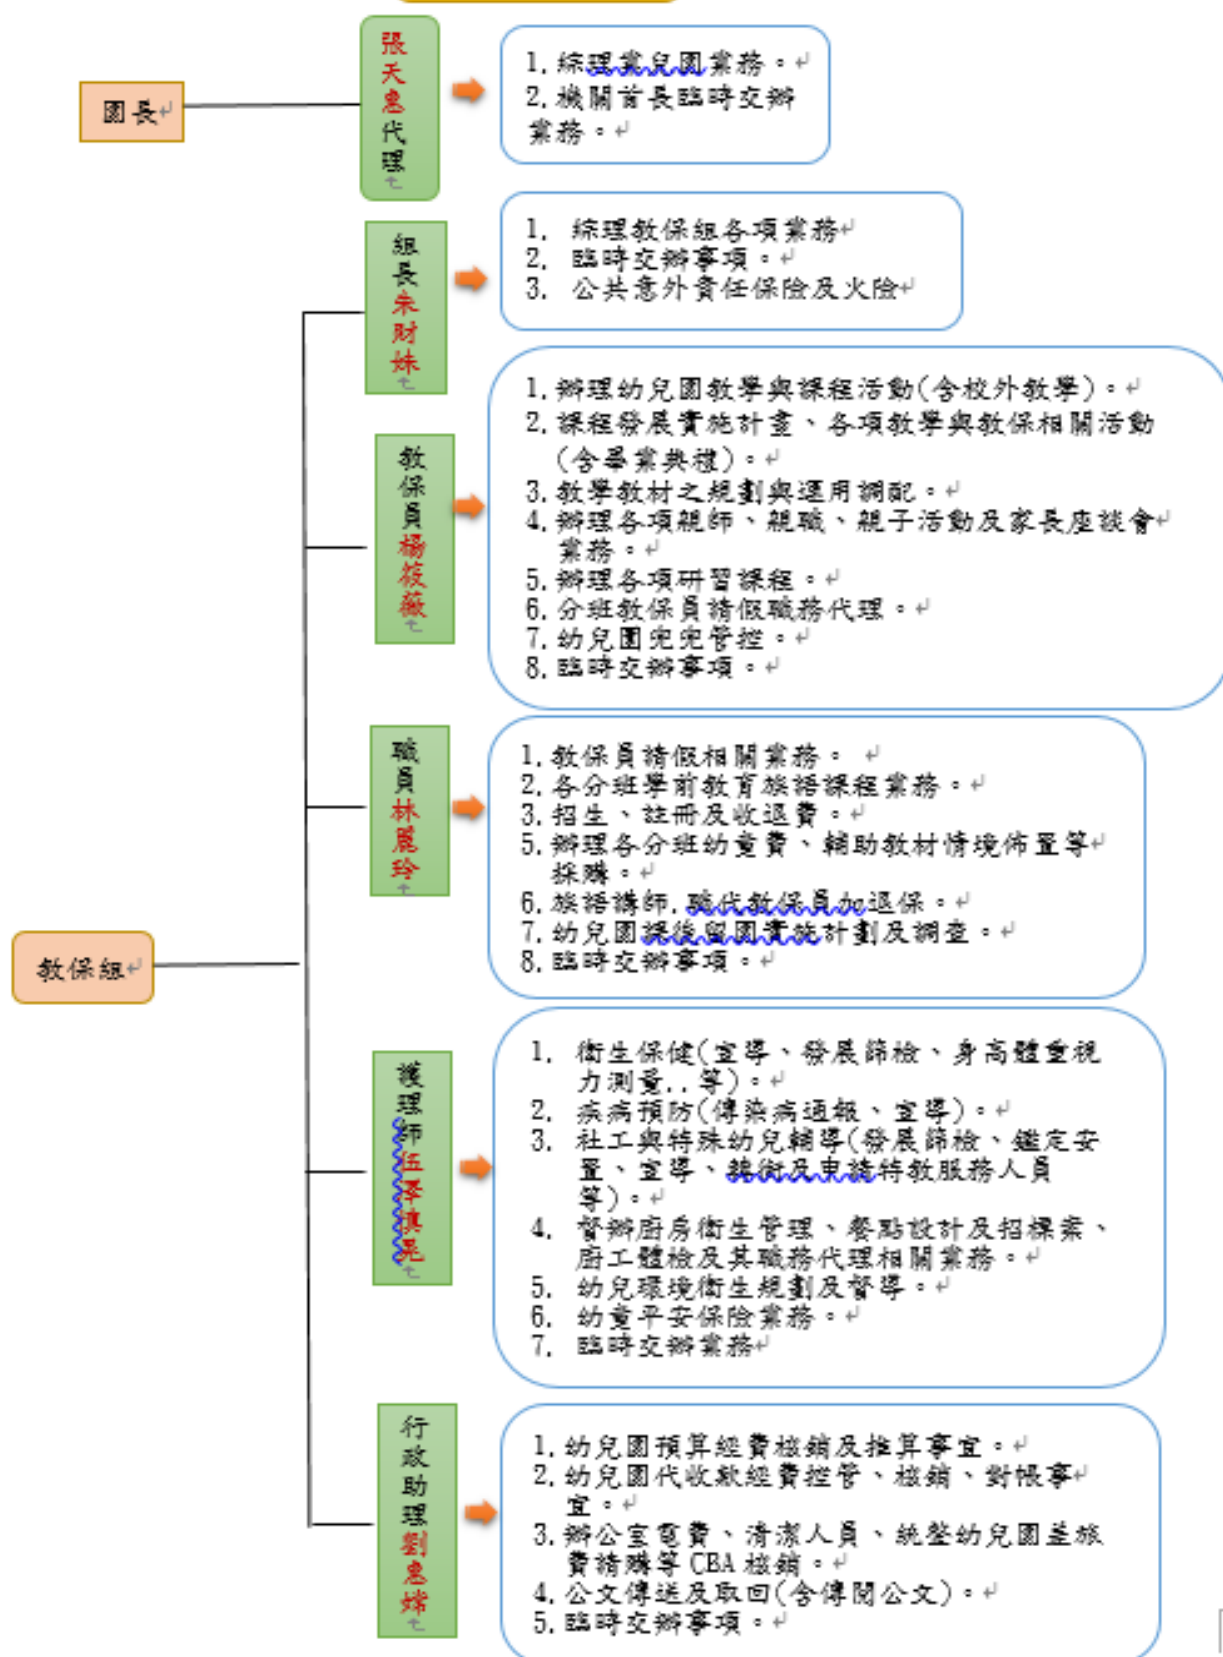 園長
張天惠代理
1.綜理業兒園業務。
2.機關首長臨時交辦
業務。
教保組
組長朱財妹
1. 綜理教保組各項業務
2. 臨時交辦事項。
3. 公共意外責任保險及火險
教保員楊筱薇
1.辦理幼兒園教學與課程活動(含校外教學)。
2.課程發展實施計畫、各項教學與教保相關活動
(含畢業典禮)。
3.教學教材之規劃與運用調配。
4.辦理各項親師、親職、親子活動及家長座談會
業務。
5.辦理各項研習課程。
6.分班教保員請假職務代理。
7.幼兒園兜兜管控。
8.臨時交辦事項。
職員林麗玲
1.教保員請假相關業務。
2.各分班學前教育族語課程業務。
3.招生、註冊及收退費。
5.辦理各分班幼童費、輔助教材情境佈置等
採購。
6.族語講師.職代教保員加退保。
7.幼兒園課後留園實施計劃及調查。
8.臨時交辦事項。
護理師伍
1. 衛生保健(宣導、發展篩檢、身高體重視
力測量..等)。
2. 疾病預防(傳染病通報、宣導)。
3. 社工與特殊幼兒輔導(發展篩檢、鑑定安
置、宣導、轉銜及申請特教服務人員
等)。
4. 督辦廚房衛生管理、餐點設計及招標案、
廚工體檢及其職務代理相關業務。
5. 幼兒環境衛生規劃及督導。
6. 幼童平安保險業務。
7. 臨時交辦業務
行政助理劉惠嫦
1.幼兒園預算經費核銷及推算事宜。
2.幼兒園代收款經費控管、核銷、對帳事
宜。
3.辦公室電費、清潔人員、統整幼兒園差旅
費請購等CBA核銷。
4.公文傳送及取回(含傳閱公文)。
5.臨時交辦事項。